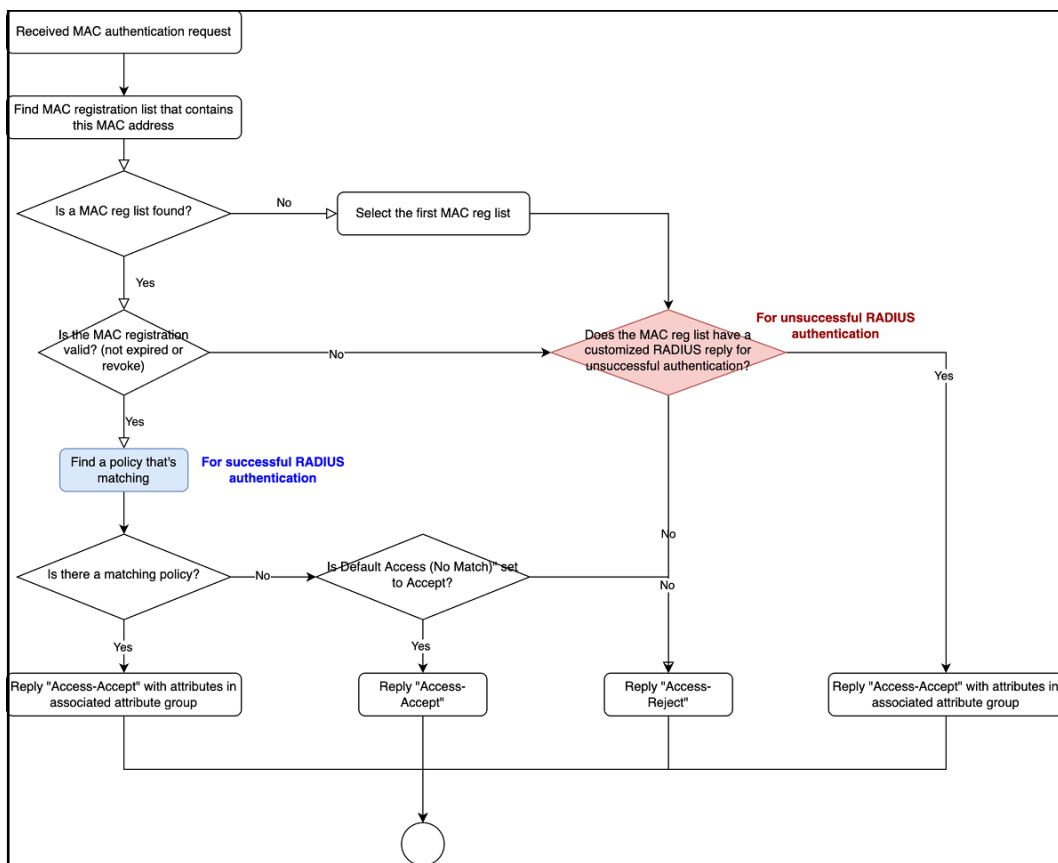 Received MAC authentication request
Find MAC registration list that contains
this MAC address
Is a MAC reg list found?
No
Select the first MAC reg list
Yes
Is the MAC registration
valid? (not expired or
revoke)
No
Does the MAC reg list have a
customized RADIUS reply for
unsuccessful authentication?
For unsuccessful RADIUS
authentication
Yes
Yes
Find a policy that's
matching
For successful RADIUS
authentication
No
Is there a matching policy?
No
Is Default Access (No Match)" set
to Accept?
No
Yes
Yes
Reply "Access-Accept" with attributes in
associated attribute group
Reply "Access-
Accept"
Reply "Access-
Reject"
Reply "Access-Accept" with attributes in
associated attribute group